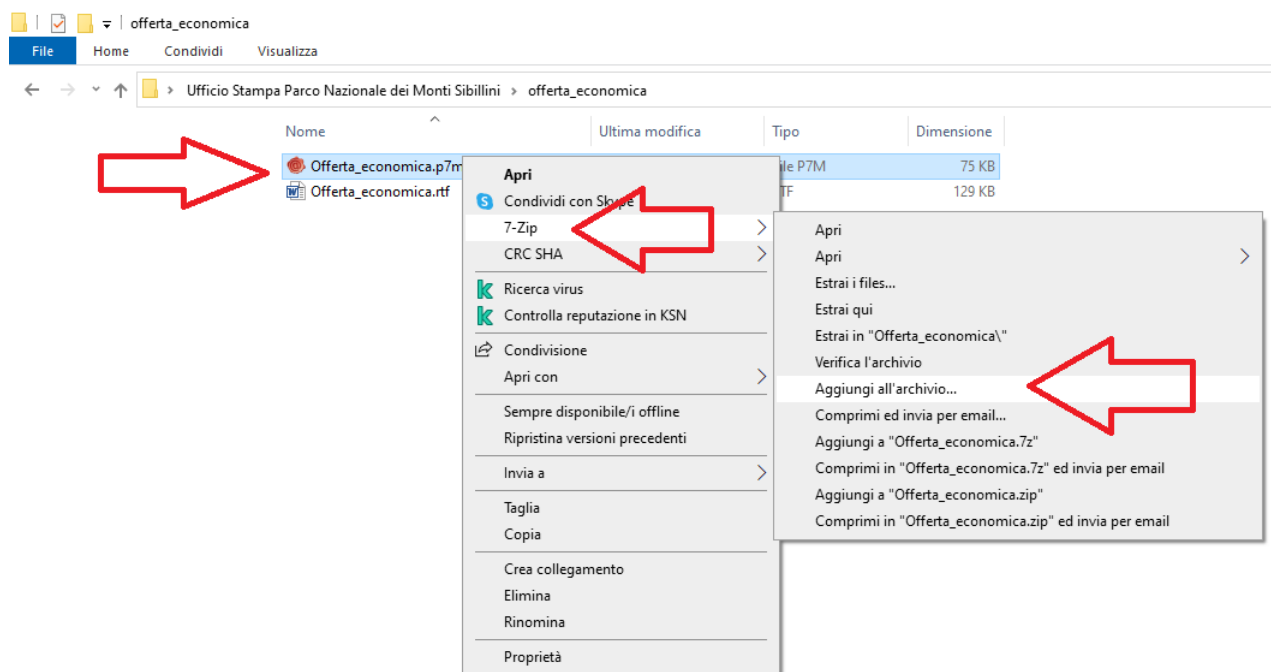 offerta_economica
File Home Condividi Visualizza
Ufficio Stampa Parco Nazionale dei Monti Sibillini > offerta_economica
Nome Ultima modifica Tipo Dimensione
Offerta_economica.p7m ile P7M 75 KB
Offerta_economica.rtf TF 129 KB
Apri
Condividi con Skype
7-Zip
CRC SHA
Ricerca virus
Controlla reputazione in KSN
Condivisione
Apri con
Sempre disponibile/i offline
Ripristina versioni precedenti
Invia a
Taglia
Copia
Crea collegamento
Elimina
Rinomina
Proprietà
Apri
Apri
Estrai i files...
Estrai qui
Estrai in "Offerta_economica\"
Verifica l'archivio
Aggiungi all'archivio...
Comprimi ed invia per email...
Aggiungi a "Offerta_economica.7z"
Comprimi in "Offerta_economica.7z" ed invia per email
Aggiungi a "Offerta_economica.zip"
Comprimi in "Offerta_economica.zip" ed invia per email